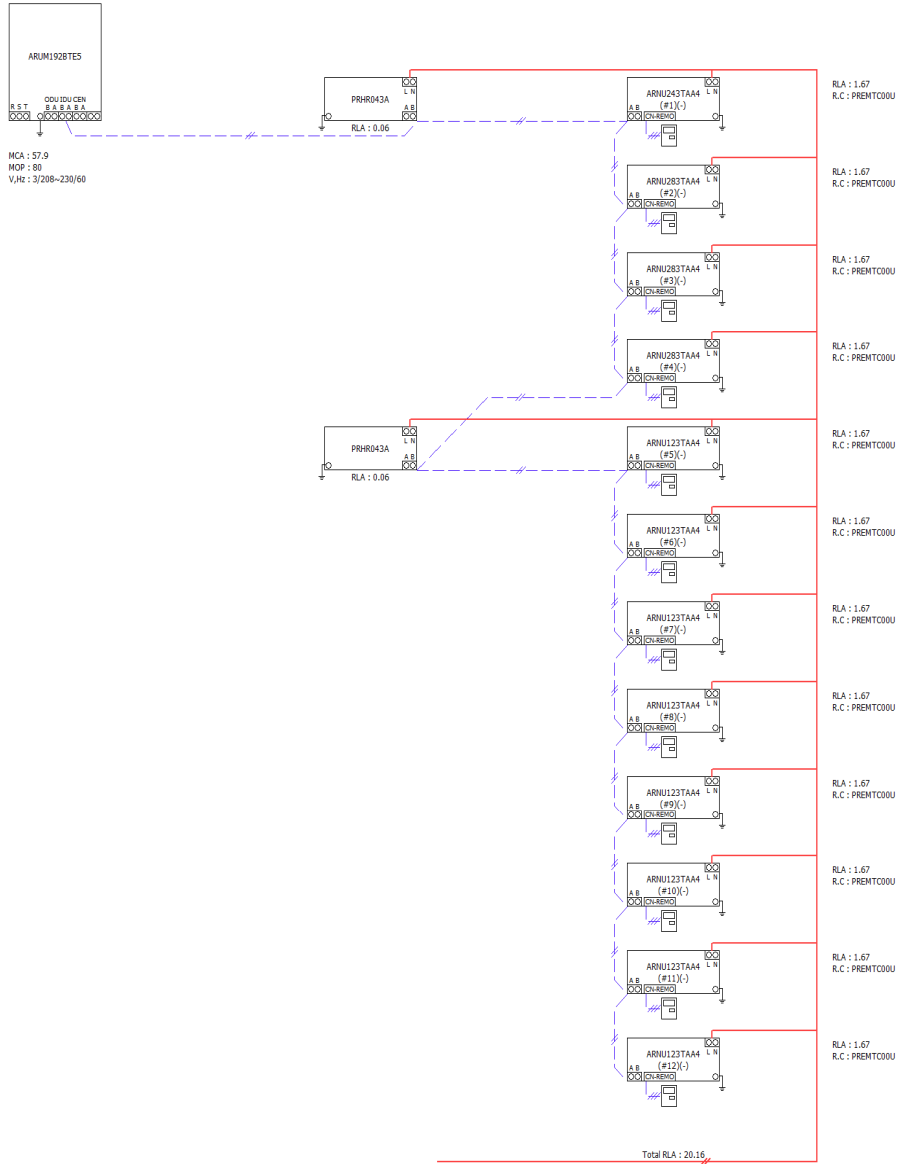 ARUM192BTE5
ODU IDU CEN
R S T B A B A B A
MCA : 57.9
MOP : 80
V,Hz : 3/208~230/60
PRHR043A
L N
A B
RLA : 0.06
ARNU243TAA4
(#1)(-)
L N
A B
CN-REMO
RLA : 1.67
R.C : PREMTC00U
ARNU283TAA4
(#2)(-)
L N
A B
CN-REMO
RLA : 1.67
R.C : PREMTC00U
ARNU283TAA4
(#3)(-)
L N
A B
CN-REMO
RLA : 1.67
R.C : PREMTC00U
ARNU283TAA4
(#4)(-)
L N
A B
CN-REMO
RLA : 1.67
R.C : PREMTC00U
PRHR043A
L N
A B
RLA : 0.06
ARNU123TAA4
(#5)(-)
L N
A B
CN-REMO
RLA : 1.67
R.C : PREMTC00U
ARNU123TAA4
(#6)(-)
L N
A B
CN-REMO
RLA : 1.67
R.C : PREMTC00U
ARNU123TAA4
(#7)(-)
L N
A B
CN-REMO
RLA : 1.67
R.C : PREMTC00U
ARNU123TAA4
(#8)(-)
L N
A B
CN-REMO
RLA : 1.67
R.C : PREMTC00U
ARNU123TAA4
(#9)(-)
L N
A B
CN-REMO
RLA : 1.67
R.C : PREMTC00U
ARNU123TAA4
(#10)(-)
L N
A B
CN-REMO
RLA : 1.67
R.C : PREMTC00U
ARNU123TAA4
(#11)(-)
L N
A B
CN-REMO
RLA : 1.67
R.C : PREMTC00U
ARNU123TAA4
(#12)(-)
L N
A B
CN-REMO
RLA : 1.67
R.C : PREMTC00U
Total RLA : 20.16